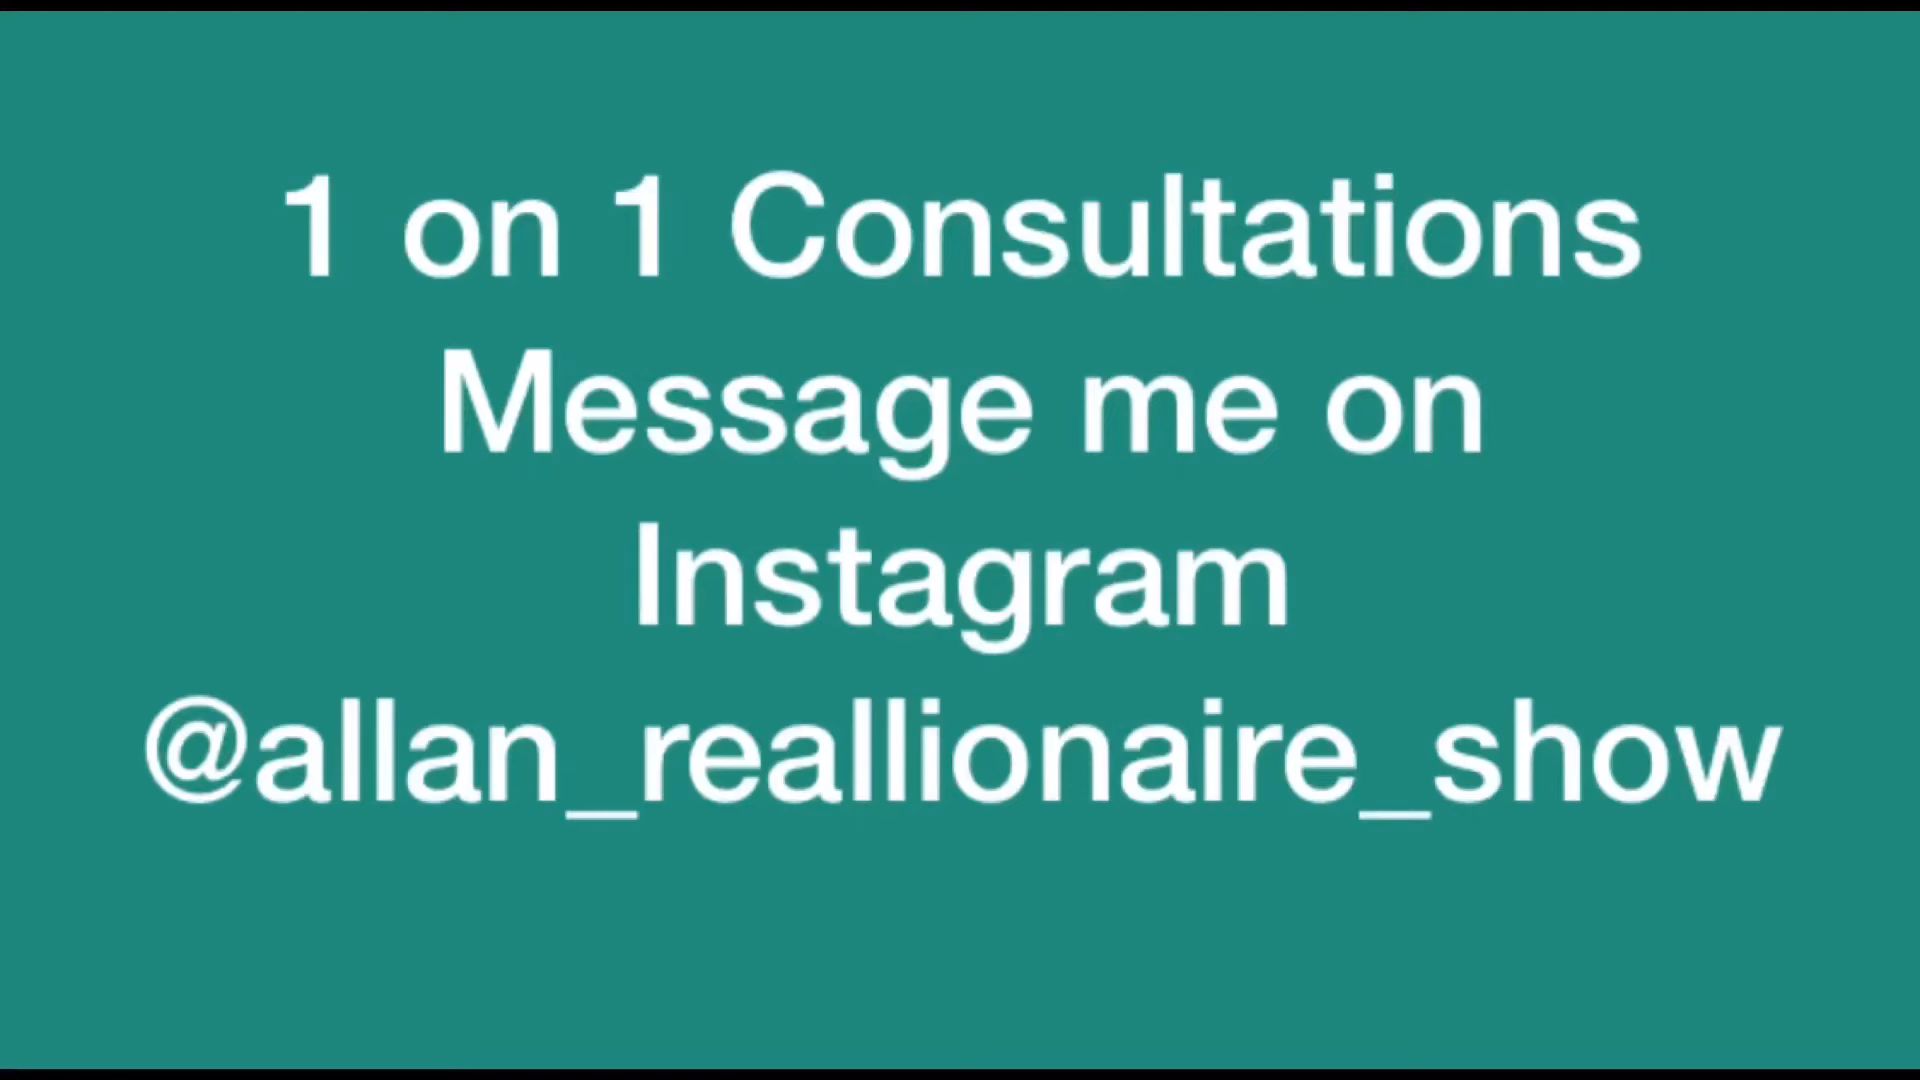 1 on 1 Consultations
Message me on
Instagram
@allan_reallionaire_show